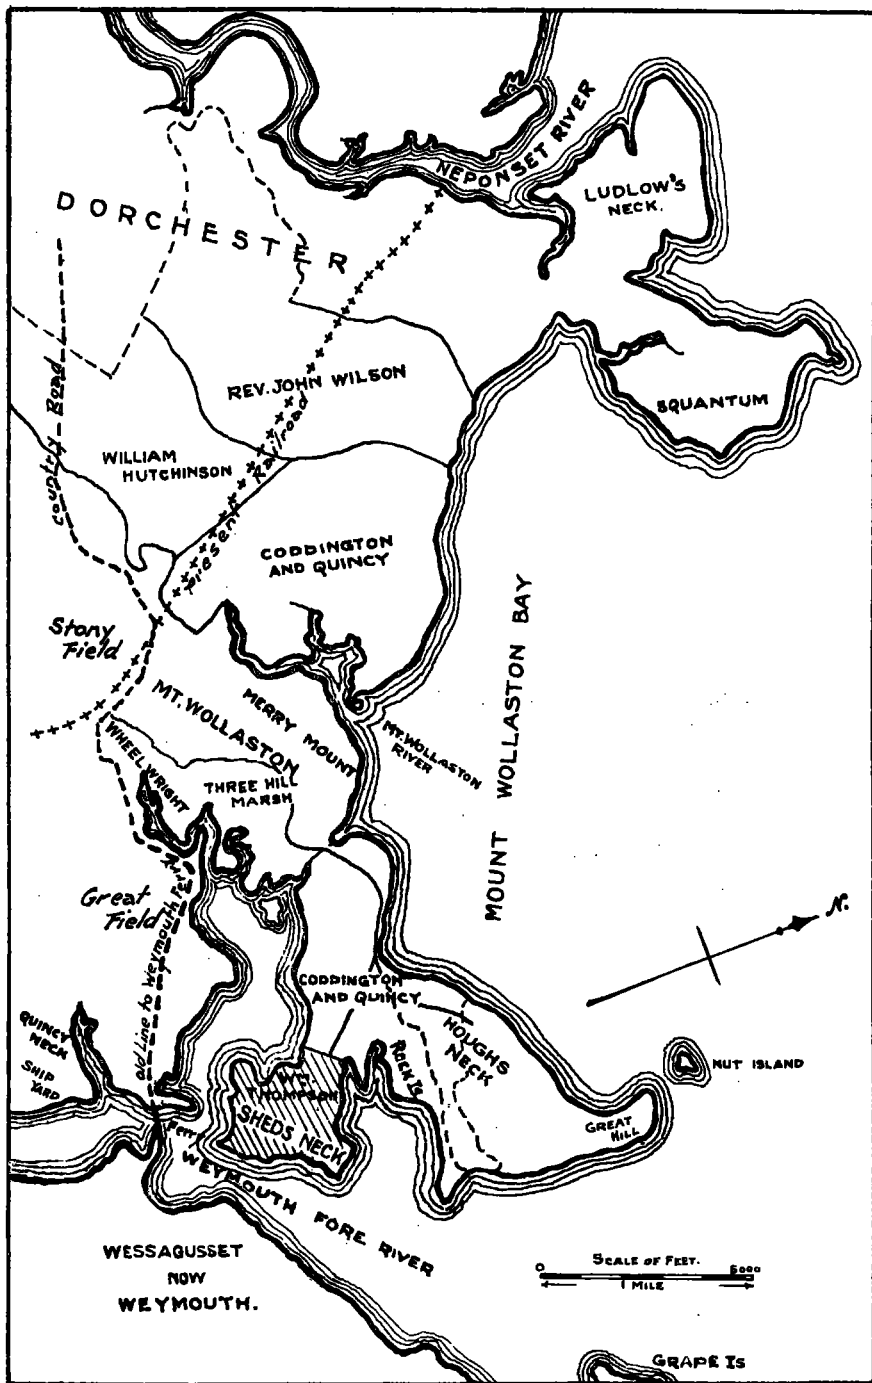 NEPONSET RIVER
LUDLOW'S
NECK.
DORCHESTER
Country Road
REV. JOHN WILSON
SQUANTUM
WILLIAM
HUTCHINSON
present Railroad
CODDINGTON
AND QUINCY
Stony
Field
MT. WOLLASTON
MERRY MOUNT
MT. WOLLASTON
RIVER
MOUNT WOLLASTON BAY
WHEELWRIGHT
THREE HILL
MARSH
Great
Field
old Line to Weymouth Ferry
N.
CODDINGTON
AND QUINCY
HOUGHS
NECK
ROCK IS.
QUINCY
NECK
SHIP
YARD
NUT ISLAND
WM.
THOMPSON
SHEDS NECK
GREAT
HILL
Ferry
WEYMOUTH FORE RIVER
WESSAGUSSET
NOW
WEYMOUTH.
SCALE OF FEET.
0 5000
1 MILE
GRAPE IS